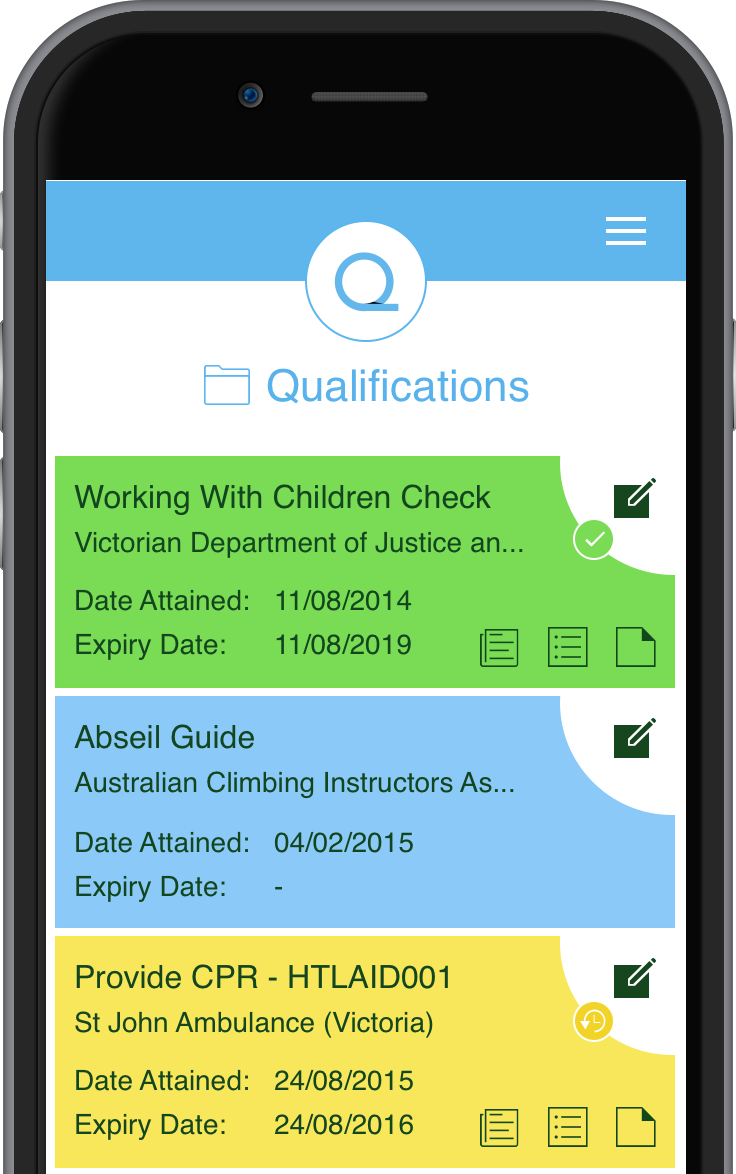 Q
Qualifications
Working With Children Check
Victorian Department of Justice an...
Date Attained: 11/08/2014
Expiry Date: 11/08/2019
Abseil Guide
Australian Climbing Instructors As...
Date Attained: 04/02/2015
Expiry Date: -
Provide CPR - HTLAID001
St John Ambulance (Victoria)
Date Attained: 24/08/2015
Expiry Date: 24/08/2016